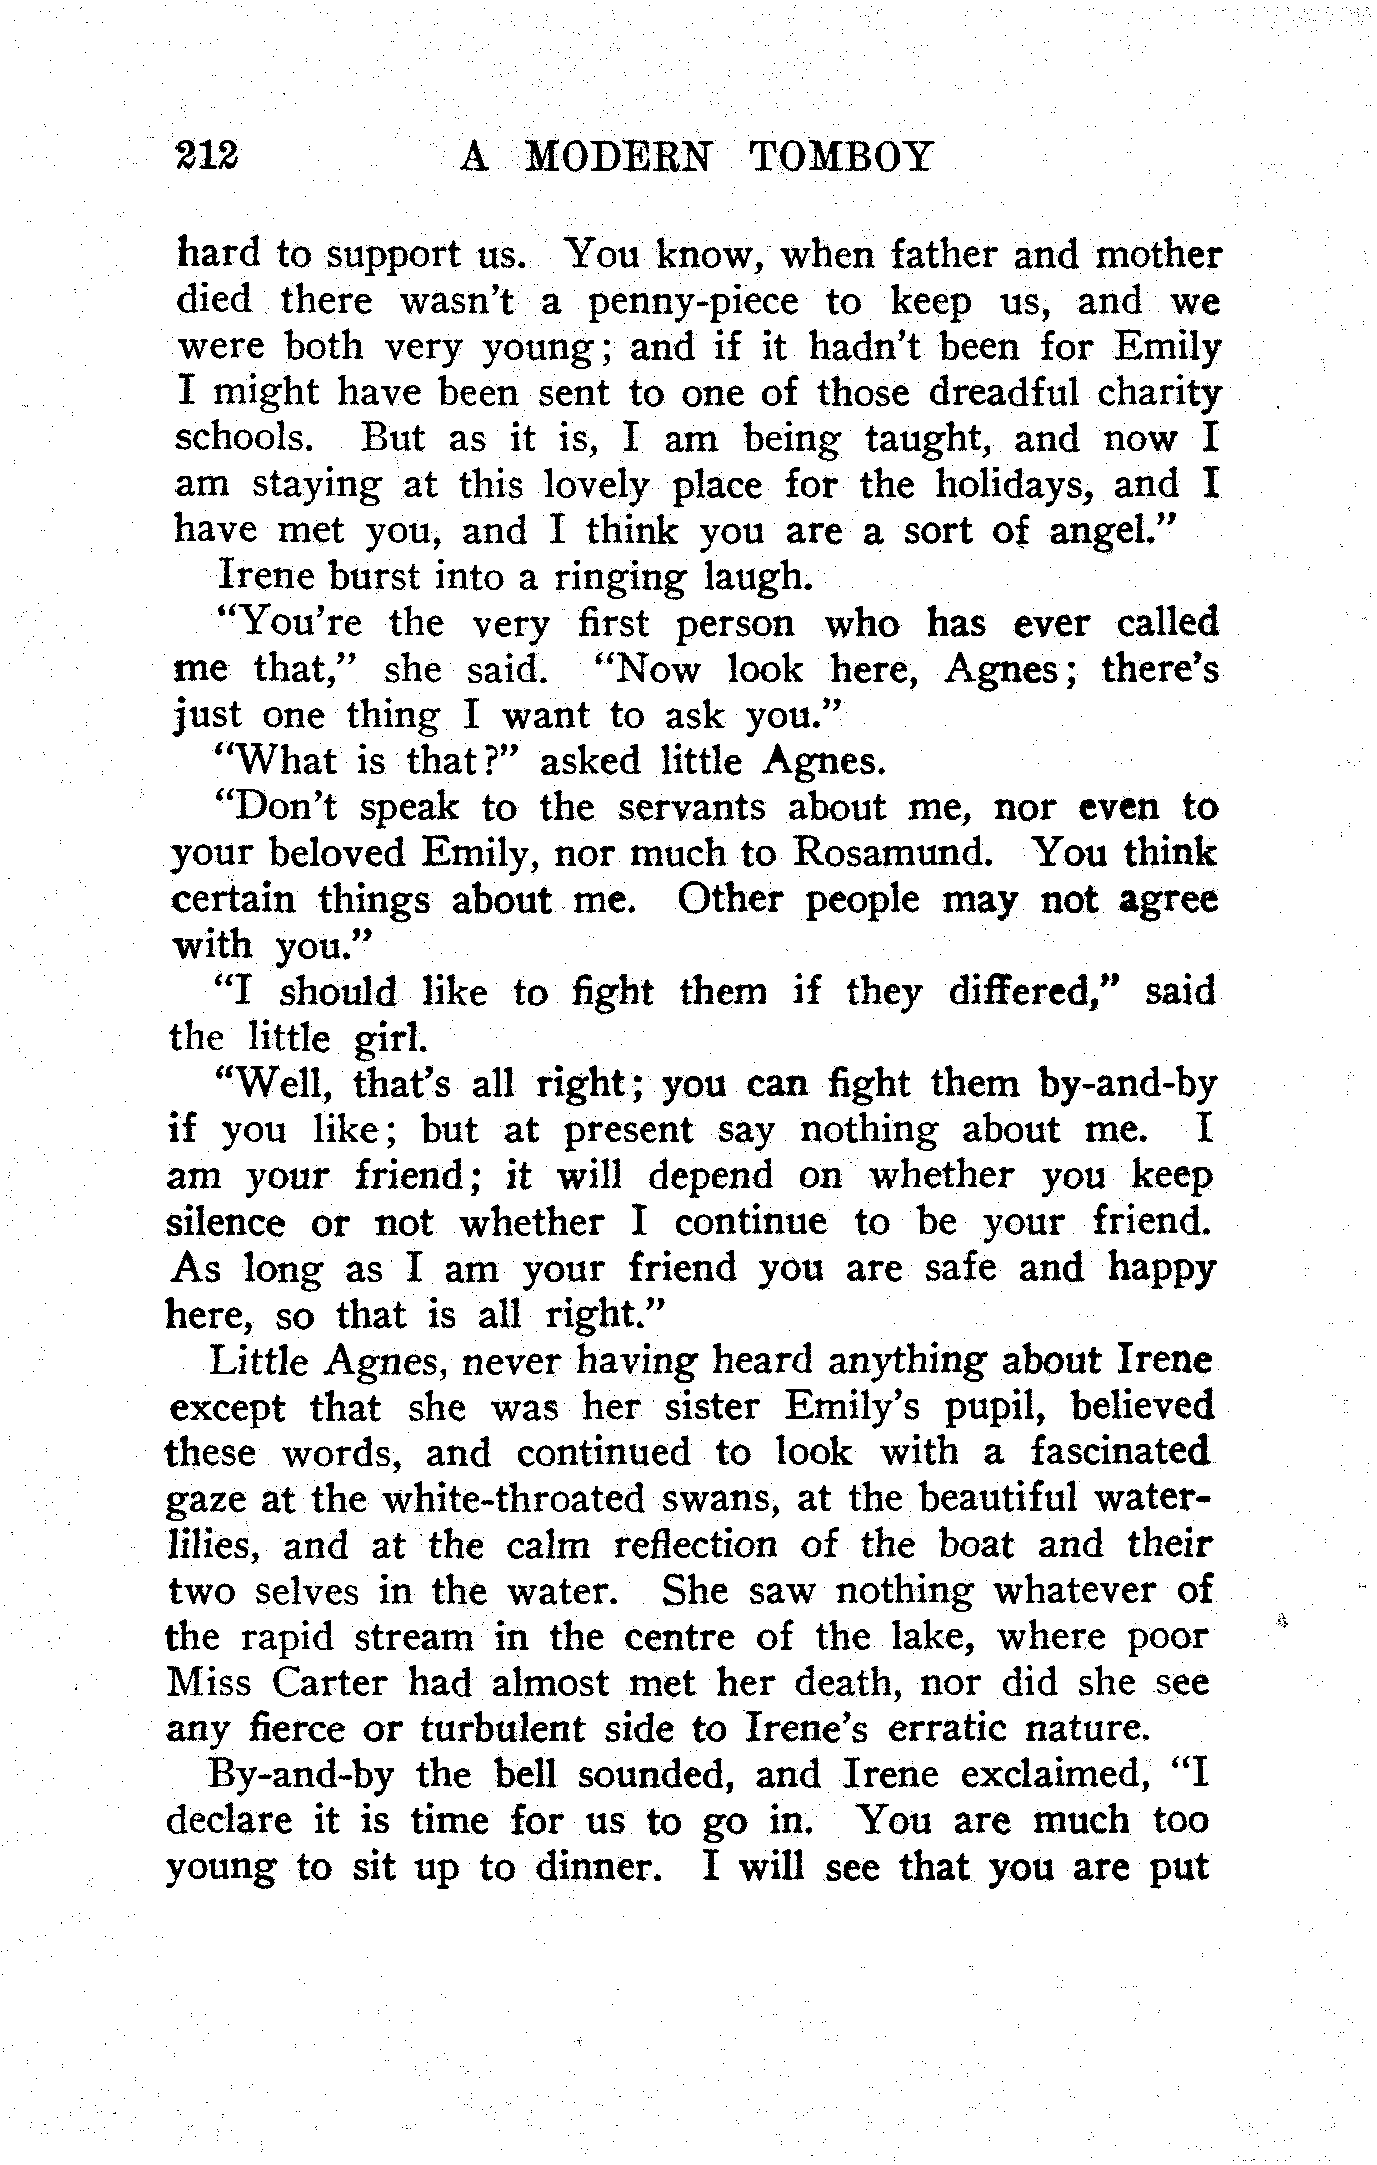 212 A MODERN TOMBOY
hard to support us. You know, when father and mother
died there wasn't a penny-piece to keep us, and we
were both very young; and if it hadn't been for Emily
I might have been sent to one of those dreadful charity
schools. But as it is, I am being taught, and now I
am staying at this lovely place for the holidays, and I
have met you, and I think you are a sort of angel."
Irene burst into a ringing laugh.
"You're the very first person who has ever called
me that," she said. "Now look here, Agnes; there's
just one thing I want to ask you."
"What is that?" asked little Agnes.
"Don't speak to the servants about me, nor even to
your beloved Emily, nor much to Rosamund. You think
certain things about me. Other people may not agree
with you."
"I should like to fight them if they differed," said
the little girl.
"Well, that's all right; you can fight them by-and-by
if you like; but at present say nothing about me. I
am your friend; it will depend on whether you keep
silence or not whether I continue to be your friend.
As long as I am your friend you are safe and happy
here, so that is all right."
Little Agnes, never having heard anything about Irene
except that she was her sister Emily's pupil, believed
these words, and continued to look with a fascinated
gaze at the white-throated swans, at the beautiful water-
lilies, and at the calm reflection of the boat and their
two selves in the water. She saw nothing whatever of
the rapid stream in the centre of the lake, where poor
Miss Carter had almost met her death, nor did she see
any fierce or turbulent side to Irene's erratic nature.
By-and-by the bell sounded, and Irene exclaimed, "I
declare it is time for us to go in. You are much too
young to sit up to dinner. I will see that you are put